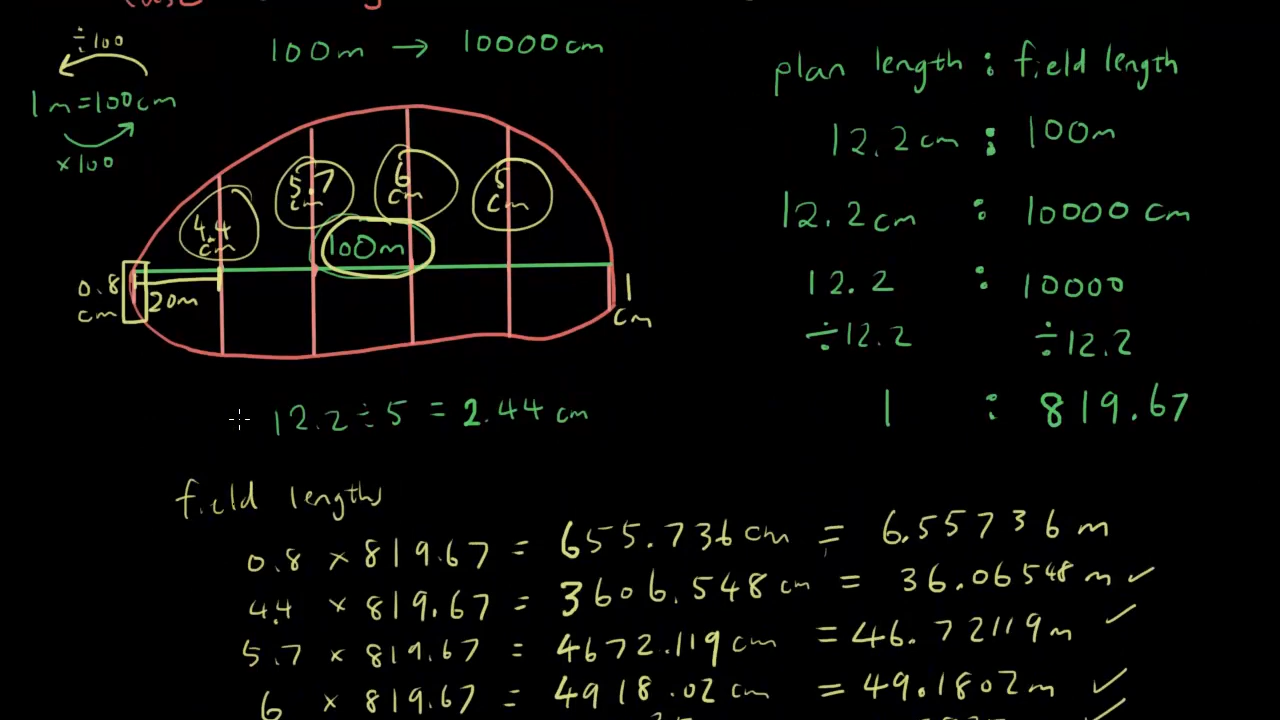 ÷100
1m=100cm
×100
100m → 10000cm
4.4 cm
5.7 cm
6 cm
5 cm
100m
0.8 cm
20m
1 cm
12.2÷5 = 2.44 cm
plan length : field length
12.2cm : 100m
12.2cm : 10000 cm
12.2 : 10000
÷12.2 ÷12.2
1 : 819.67
field lengths
0.8 × 819.67 = 655.736 cm = 6.55736 m
4.4 × 819.67 = 3606.548 cm = 36.06548 m ✓
5.7 × 819.67 = 4672.119 cm = 46.72119m ✓
6 × 819.67 = 4918.02 cm = 49.1802m ✓